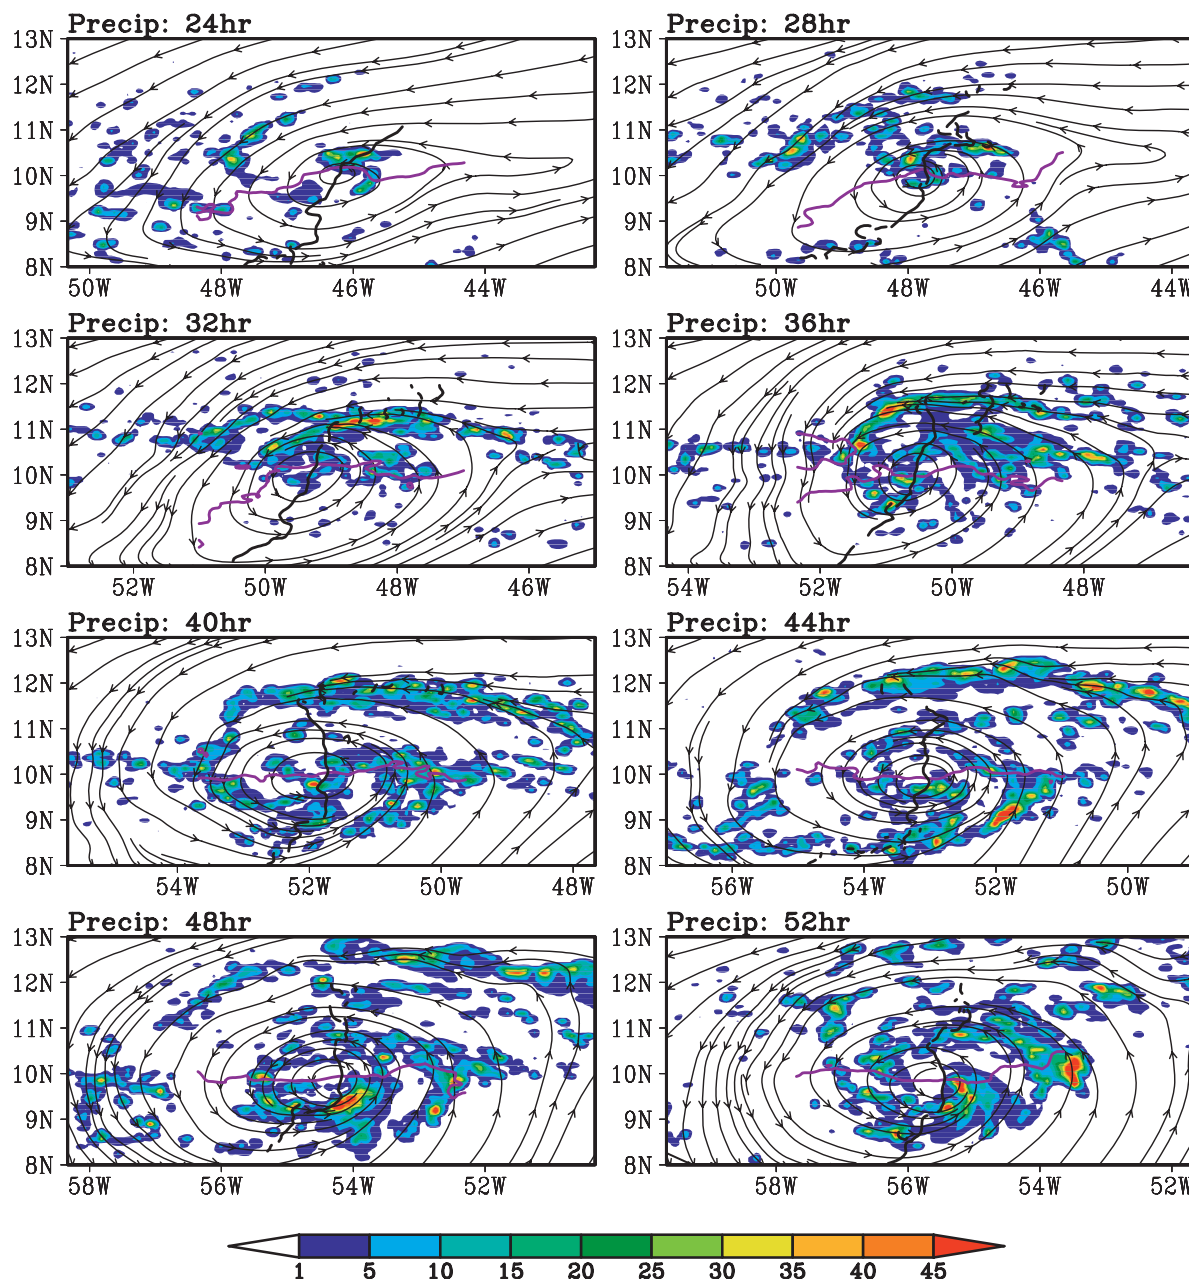 Precip: 24hr
13N
12N
11N
10N
9N
8N
50W 48W 46W 44W
Precip: 28hr
13N
12N
11N
10N
9N
8N
50W 48W 46W 44W
Precip: 32hr
13N
12N
11N
10N
9N
8N
52W 50W 48W 46W
Precip: 36hr
13N
12N
11N
10N
9N
8N
54W 52W 50W 48W
Precip: 40hr
13N
12N
11N
10N
9N
8N
54W 52W 50W 48W
Precip: 44hr
13N
12N
11N
10N
9N
8N
56W 54W 52W 50W
Precip: 48hr
13N
12N
11N
10N
9N
8N
58W 56W 54W 52W
Precip: 52hr
13N
12N
11N
10N
9N
8N
58W 56W 54W 52W
1 5 10 15 20 25 30 35 40 45